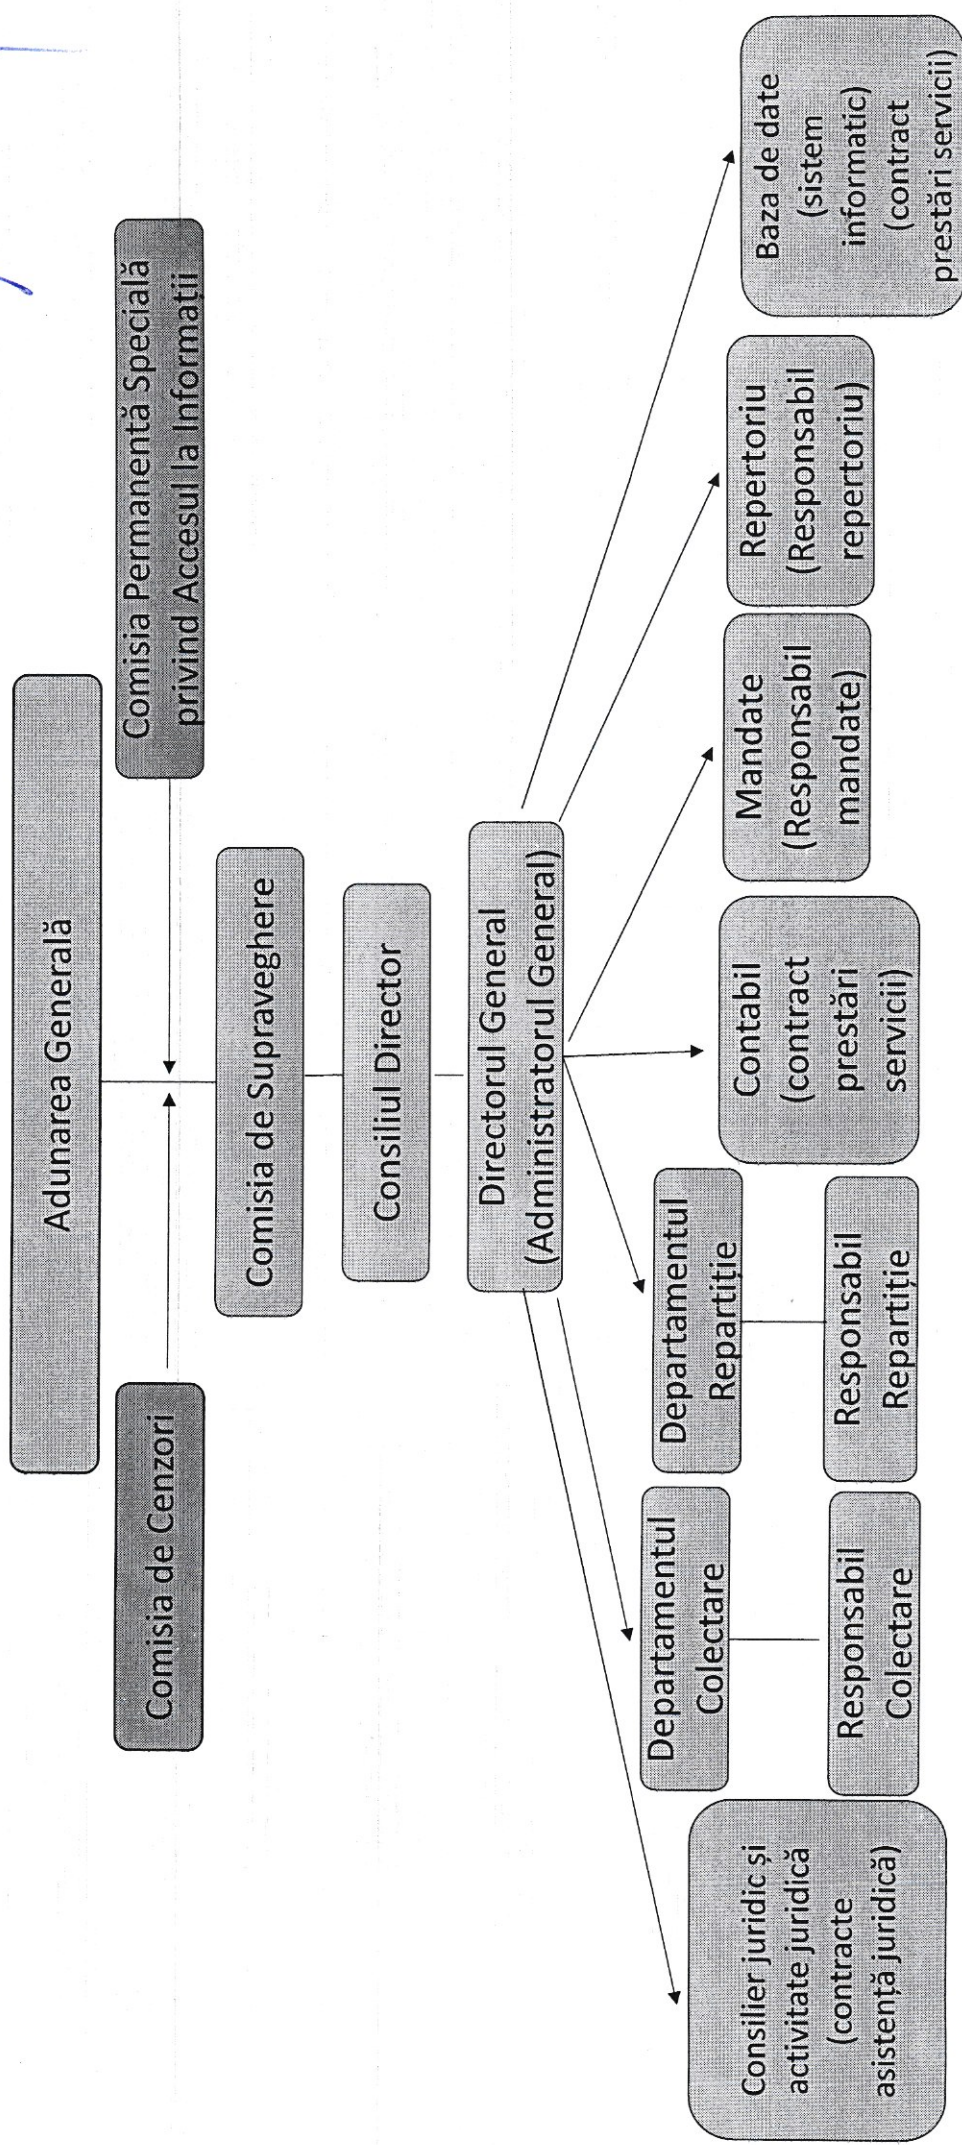 Adunarea Generală
Comisia de Cenzori
Comisia Permanentă Specială
privind Accesul la Informații
Comisia de Supraveghere
Consiliul Director
Directorul General
(Administratorul General)
Consilier juridic și
activitate juridică
(contracte
asistență juridică)
Departamentul
Colectare
Responsabil
Colectare
Departamentul
Repartiție
Responsabil
Repartiție
Contabil
(contract
prestări
servicii)
Mandate
(Responsabil
mandate)
Repertoriu
(Responsabil
repertoriu)
Baza de date
(sistem
informatic)
(contract
prestări servicii)